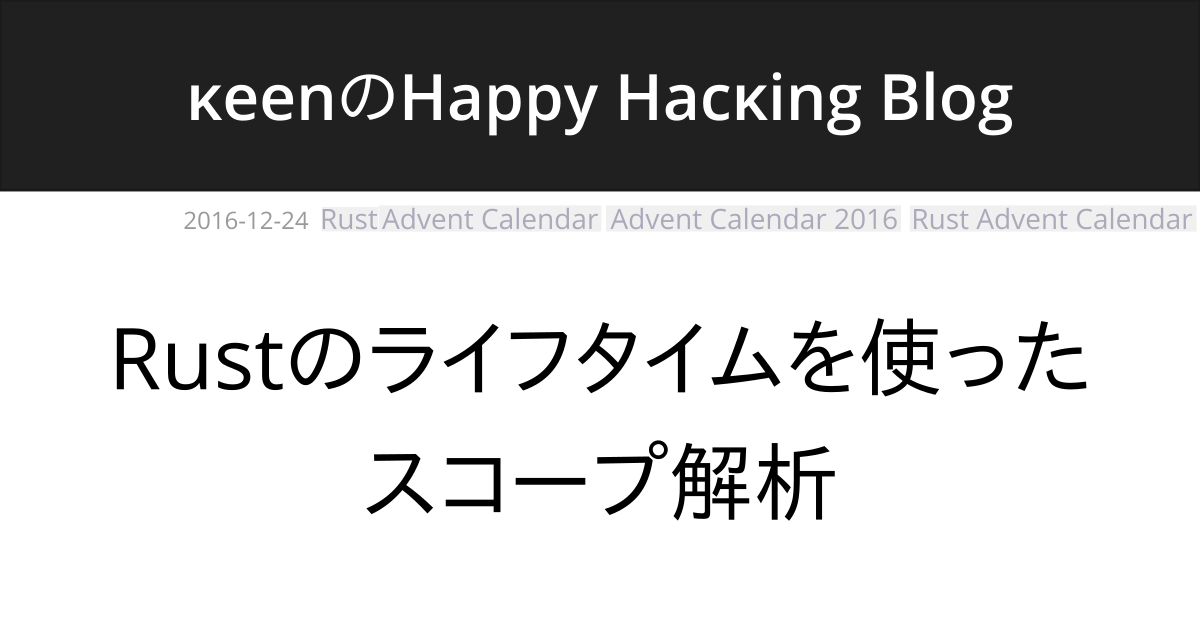 κeenのHappy Hacκing Blog
2016-12-24 Rust Advent Calendar Advent Calendar 2016 Rust Advent Calendar
Rustのライフタイムを使った
スコープ解析